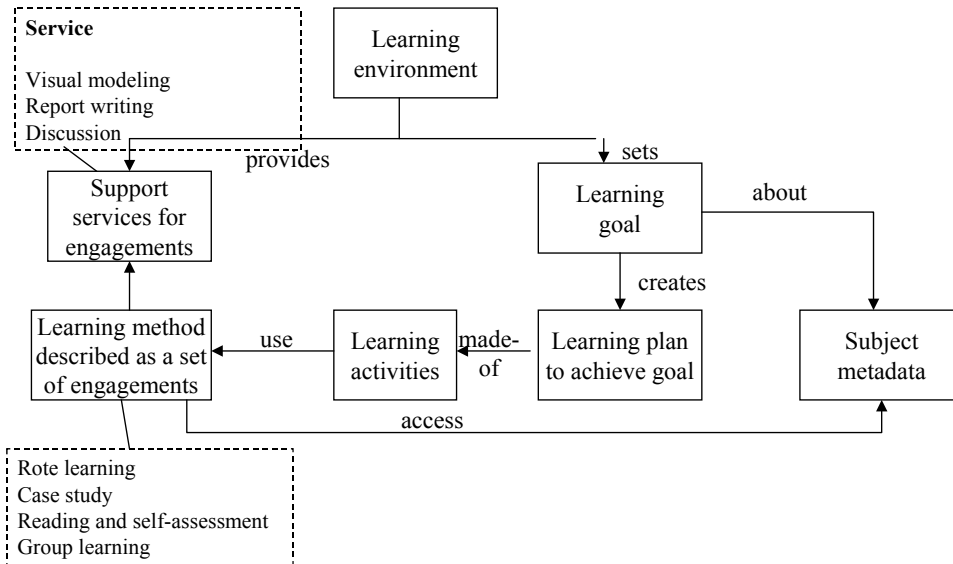 Service
Visual modeling
Report writing
Discussion
Learning
environment
provides
sets
Support
services for
engagements
Learning
goal
about
creates
Learning method
described as a set
of engagements
use
Learning
activities
made-
of
Learning plan
to achieve goal
Subject
metadata
access
Rote learning
Case study
Reading and self-assessment
Group learning